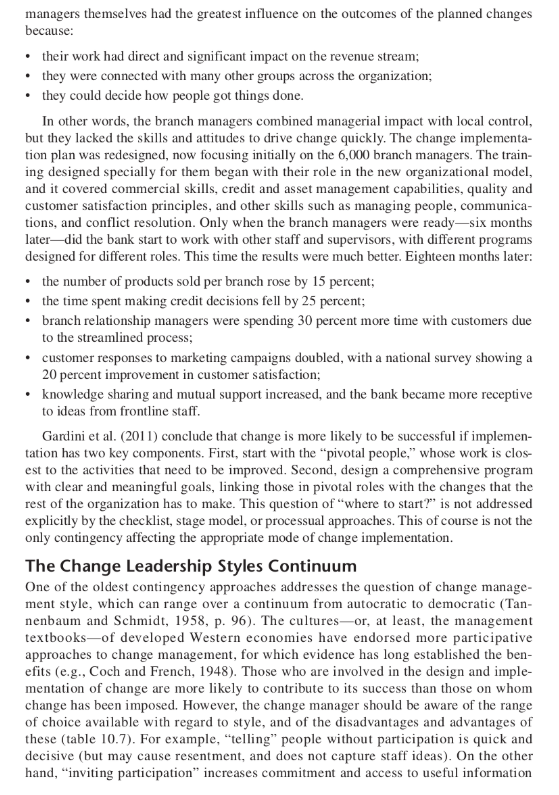 managers themselves had the greatest influence on the outcomes of the planned changes
because:
• their work had direct and significant impact on the revenue stream;
• they were connected with many other groups across the organization;
• they could decide how people got things done.
In other words, the branch managers combined managerial impact with local control,
but they lacked the skills and attitudes to drive change quickly. The change implementa-
tion plan was redesigned, now focusing initially on the 6,000 branch managers. The train-
ing designed specially for them began with their role in the new organizational model,
and it covered commercial skills, credit and asset management capabilities, quality and
customer satisfaction principles, and other skills such as managing people, communica-
tions, and conflict resolution. Only when the branch managers were ready—six months
later—did the bank start to work with other staff and supervisors, with different programs
designed for different roles. This time the results were much better. Eighteen months later:
• the number of products sold per branch rose by 15 percent;
• the time spent making credit decisions fell by 25 percent;
• branch relationship managers were spending 30 percent more time with customers due
to the streamlined process;
• customer responses to marketing campaigns doubled, with a national survey showing a
20 percent improvement in customer satisfaction;
• knowledge sharing and mutual support increased, and the bank became more receptive
to ideas from frontline staff.
Gardini et al. (2011) conclude that change is more likely to be successful if implemen-
tation has two key components. First, start with the “pivotal people,” whose work is clos-
est to the activities that need to be improved. Second, design a comprehensive program
with clear and meaningful goals, linking those in pivotal roles with the changes that the
rest of the organization has to make. This question of “where to start?” is not addressed
explicitly by the checklist, stage model, or processual approaches. This of course is not the
only contingency affecting the appropriate mode of change implementation.
The Change Leadership Styles Continuum
One of the oldest contingency approaches addresses the question of change manage-
ment style, which can range over a continuum from autocratic to democratic (Tan-
nenbaum and Schmidt, 1958, p. 96). The cultures—or, at least, the management
textbooks—of developed Western economies have endorsed more participative
approaches to change management, for which evidence has long established the ben-
efits (e.g., Coch and French, 1948). Those who are involved in the design and imple-
mentation of change are more likely to contribute to its success than those on whom
change has been imposed. However, the change manager should be aware of the range
of choice available with regard to style, and of the disadvantages and advantages of
these (table 10.7). For example, “telling” people without participation is quick and
decisive (but may cause resentment, and does not capture staff ideas). On the other
hand, “inviting participation” increases commitment and access to useful information